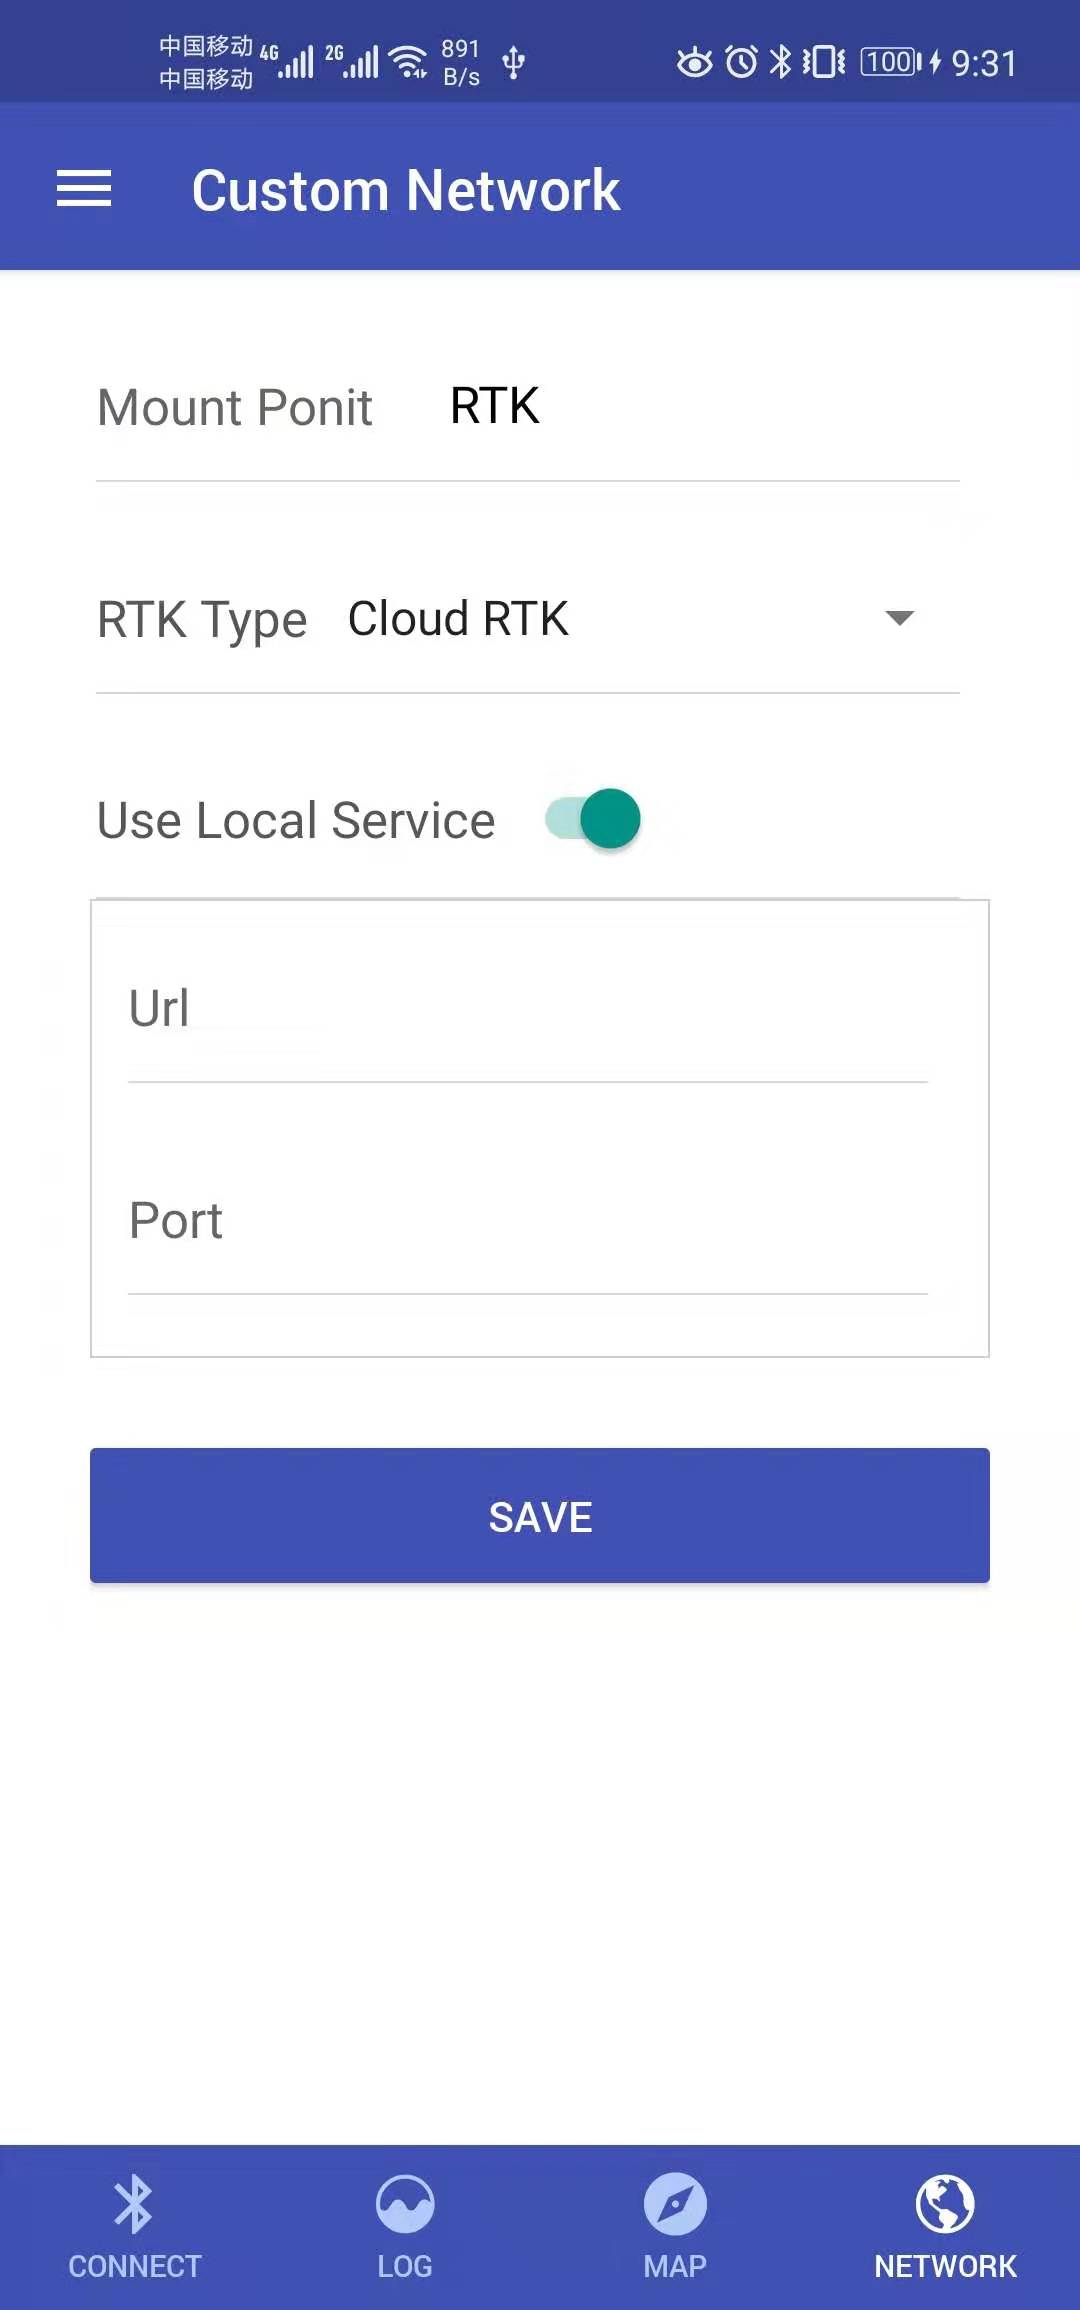 中国移动 4G 2G 891 100 9:31
中国移动 B/s
Custom Network
Mount Ponit RTK
RTK Type Cloud RTK
Use Local Service
Url
Port
SAVE
CONNECT LOG MAP NETWORK